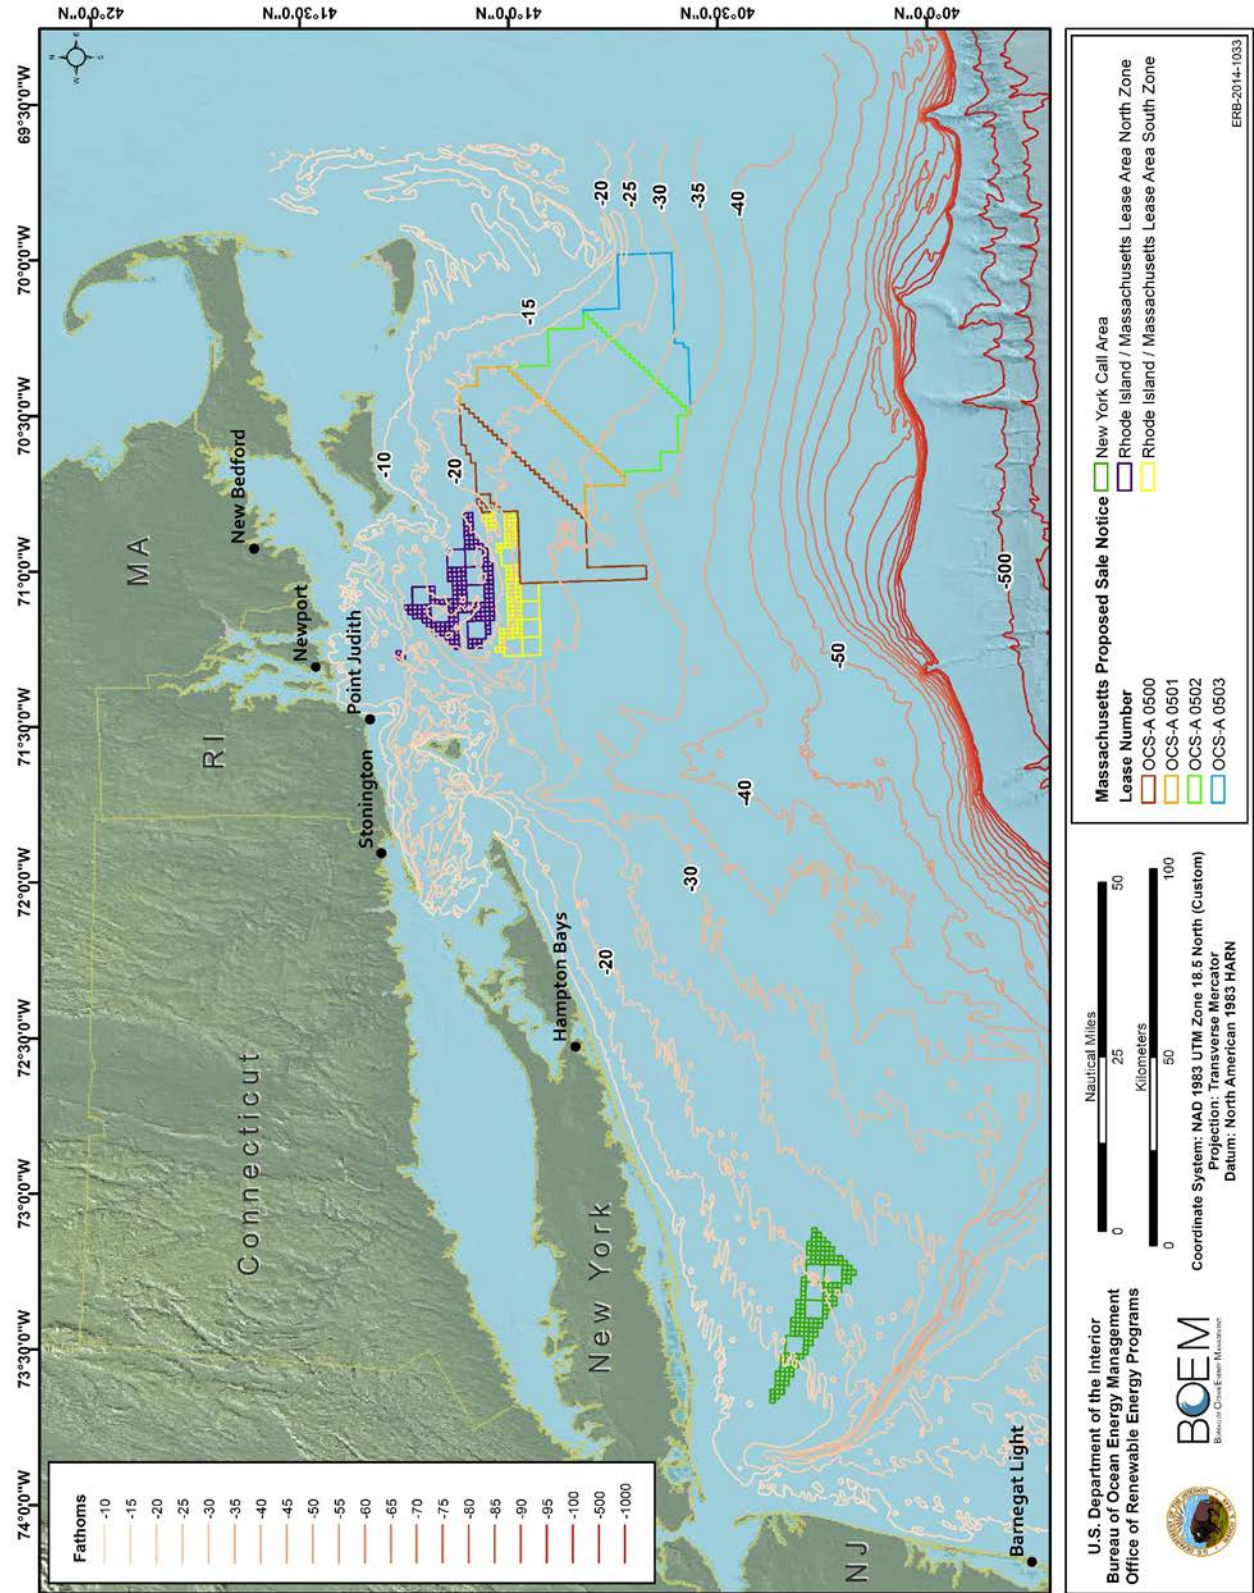 74°0'0"W 73°30'0"W 73°0'0"W 72°30'0"W 72°0'0"W 71°30'0"W 71°0'0"W 70°30'0"W 70°0'0"W 69°30'0"W
42°0'0"N
41°30'0"N
41°0'0"N
40°30'0"N
40°0'0"N
N
E
S
W
Fathoms
-10
-15
-20
-25
-30
-35
-40
-45
-50
-55
-60
-65
-70
-75
-80
-85
-90
-95
-100
-500
-1000
MA
RI
Connecticut
New York
NJ
New Bedford
Newport
Point Judith
Stonington
Hampton Bays
Barnegat Light
-10
-15
-20
-20
-25
-30
-35
-40
-20
-30
-40
-50
-500
U.S. Department of the Interior
Bureau of Ocean Energy Management
Office of Renewable Energy Programs
BOEM
Bureau of Ocean Energy Management
Nautical Miles
0 25 50
Kilometers
0 50 100
Coordinate System: NAD 1983 UTM Zone 18.5 North (Custom)
Projection: Transverse Mercator
Datum: North American 1983 HARN
Massachusetts Proposed Sale Notice
Lease Number
OCS-A 0500
OCS-A 0501
OCS-A 0502
OCS-A 0503
New York Call Area
Rhode Island / Massachusetts Lease Area North Zone
Rhode Island / Massachusetts Lease Area South Zone
ERB-2014-1033